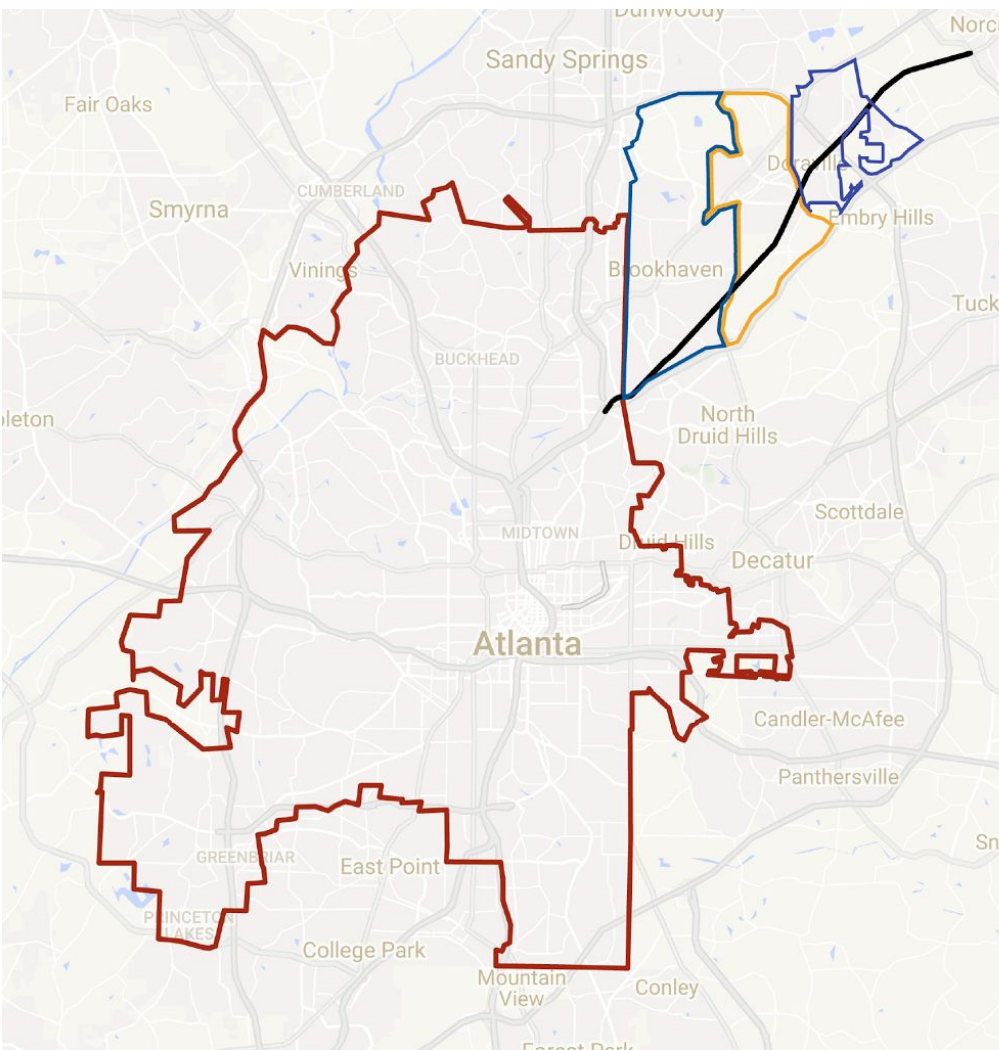 Dunwoody
Norc
Sandy Springs
Fair Oaks
Doraville
CUMBERLAND
Smyrna
Embry Hills
Vinings
Brookhaven
Tuck
BUCKHEAD
leton
North
Druid Hills
Scottdale
MIDTOWN
Druid Hills
Decatur
Atlanta
Candler-McAfee
Panthersville
Sn
GREENBRIAR
East Point
PRINCETON
LAKES
College Park
Mountain
View
Conley
Forest Park